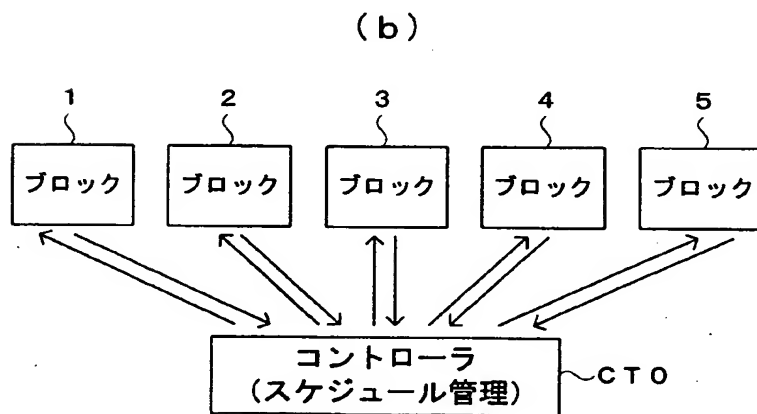 (b)
1 2 3 4 5
ブロック ブロック ブロック ブロック ブロック
コントローラ
(スケジュール管理)
CT0